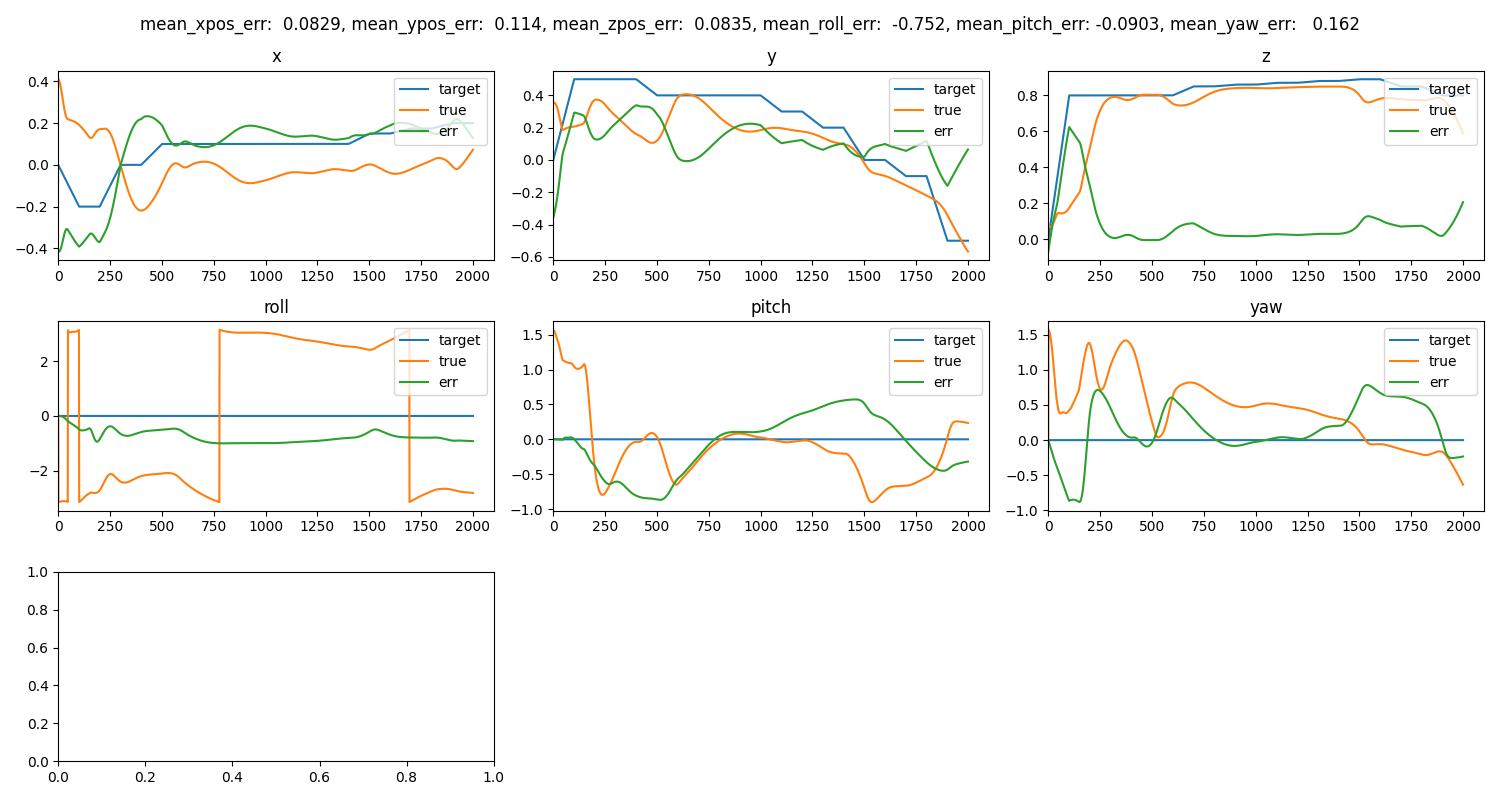 mean_xpos_err:  0.0829, mean_ypos_err:  0.114, mean_zpos_err:  0.0835, mean_roll_err:  -0.752, mean_pitch_err: -0.0903, mean_yaw_err:   0.162
x
y
z
0.4
0.2
0.0
−0.2
−0.4
target
true
err
0 250 500 750 1000 1250 1500 1750 2000
0.4
0.2
0.0
−0.2
−0.4
−0.6
target
true
err
0 250 500 750 1000 1250 1500 1750 2000
0.8
0.6
0.4
0.2
0.0
target
true
err
0 250 500 750 1000 1250 1500 1750 2000
roll
pitch
yaw
2
0
−2
target
true
err
0 250 500 750 1000 1250 1500 1750 2000
1.5
1.0
0.5
0.0
−0.5
−1.0
target
true
err
0 250 500 750 1000 1250 1500 1750 2000
1.5
1.0
0.5
0.0
−0.5
−1.0
target
true
err
0 250 500 750 1000 1250 1500 1750 2000
1.0
0.8
0.6
0.4
0.2
0.0
0.0 0.2 0.4 0.6 0.8 1.0